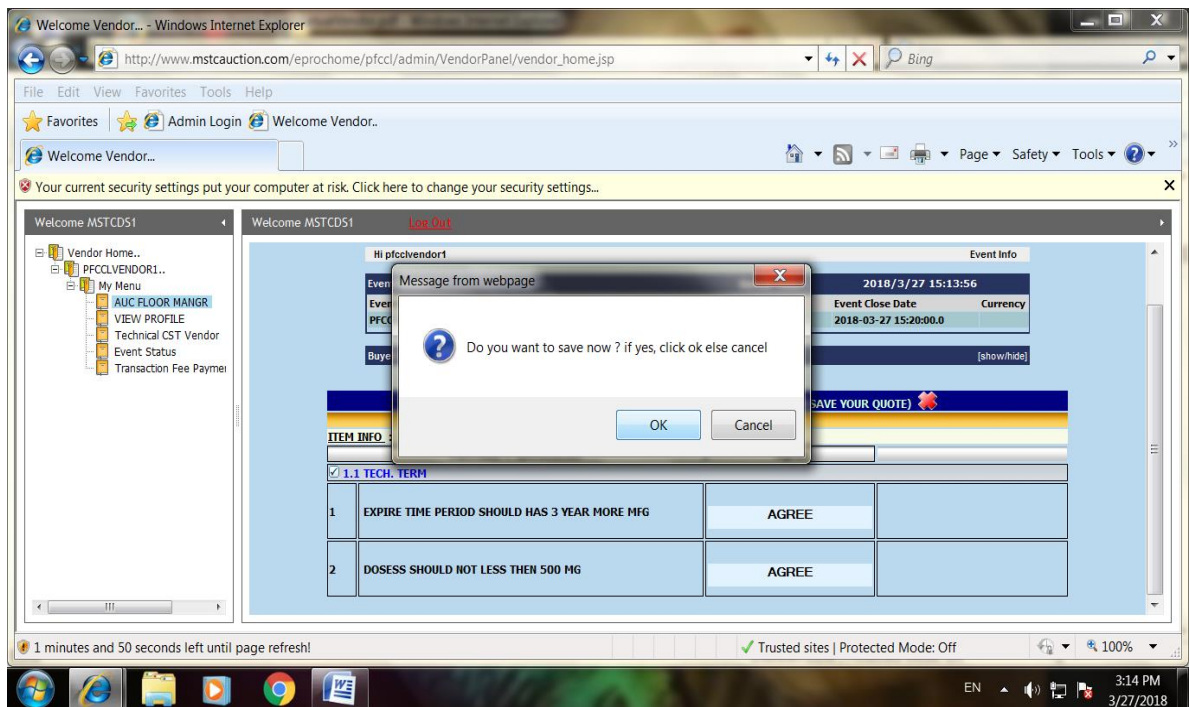 Welcome Vendor... - Windows Internet Explorer
http://www.mstcauction.com/eprochome/pfccl/admin/VendorPanel/vendor_home.jsp
Bing
File Edit View Favorites Tools Help
Favorites Admin Login Welcome Vendor..
Welcome Vendor...
Page Safety Tools
Your current security settings put your computer at risk. Click here to change your security settings...
Welcome MSTCDS1
Welcome MSTCDS1 Log Out
Vendor Home..
PFCCLVENDOR1..
My Menu
AUC FLOOR MANGR
VIEW PROFILE
Technical CST Vendor
Event Status
Transaction Fee Paymer
Hi pfcclvendor1 Event Info
Even 2018/3/27 15:13:56
Even Event Close Date Currency
PFCC 2018-03-27 15:20:00.0
Buye [show/hide]
Message from webpage
Do you want to save now ? if yes, click ok else cancel
OK Cancel
SAVE YOUR QUOTE)
ITEM INFO :
1.1 TECH. TERM
1 EXPIRE TIME PERIOD SHOULD HAS 3 YEAR MORE MFG AGREE
2 DOSESS SHOULD NOT LESS THEN 500 MG AGREE
1 minutes and 50 seconds left until page refresh!
Trusted sites | Protected Mode: Off
100%
EN
3:14 PM
3/27/2018